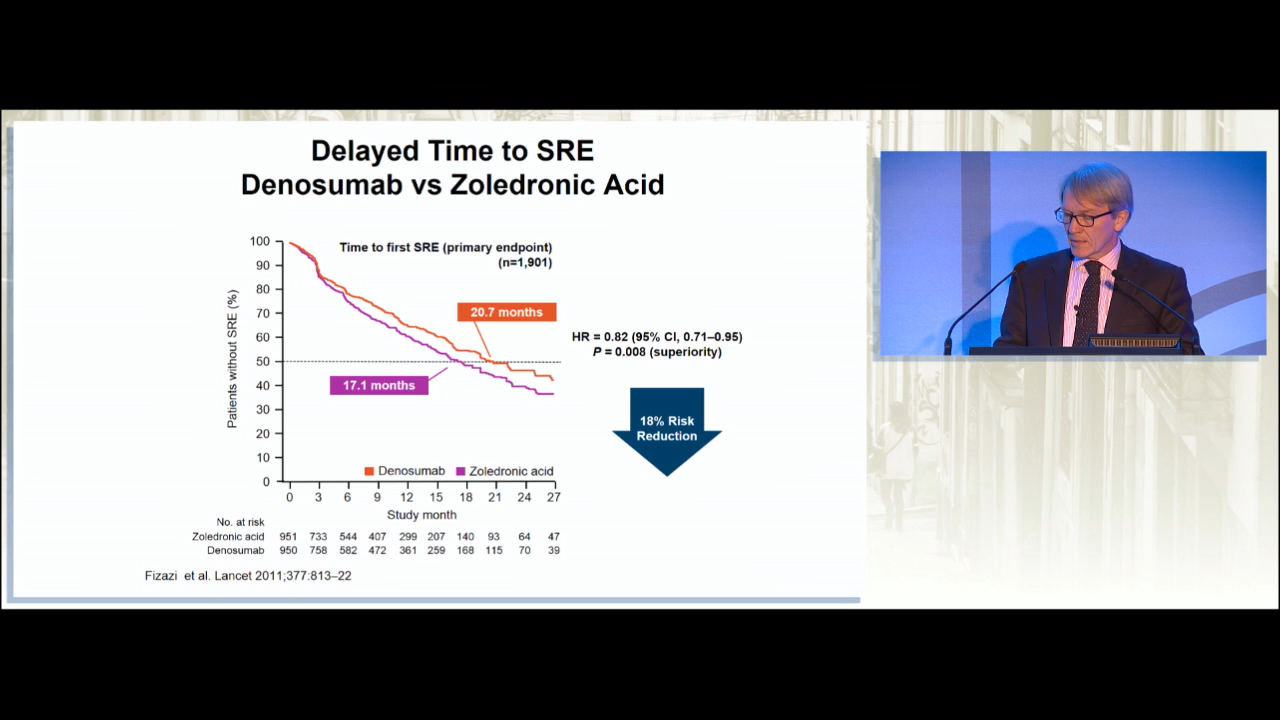 Delayed Time to SRE
Denosumab vs Zoledronic Acid
Time to first SRE (primary endpoint)
(n=1,901)
Patients without SRE (%)
100
90
80
70
60
50
40
30
20
10
0
20.7 months
17.1 months
HR = 0.82 (95% CI, 0.71–0.95)
P = 0.008 (superiority)
18% Risk
Reduction
Denosumab Zoledronic acid
0 3 6 9 12 15 18 21 24 27
Study month
No. at risk
Zoledronic acid 951 733 544 407 299 207 140 93 64 47
Denosumab 950 758 582 472 361 259 168 115 70 39
Fizazi et al. Lancet 2011;377:813–22